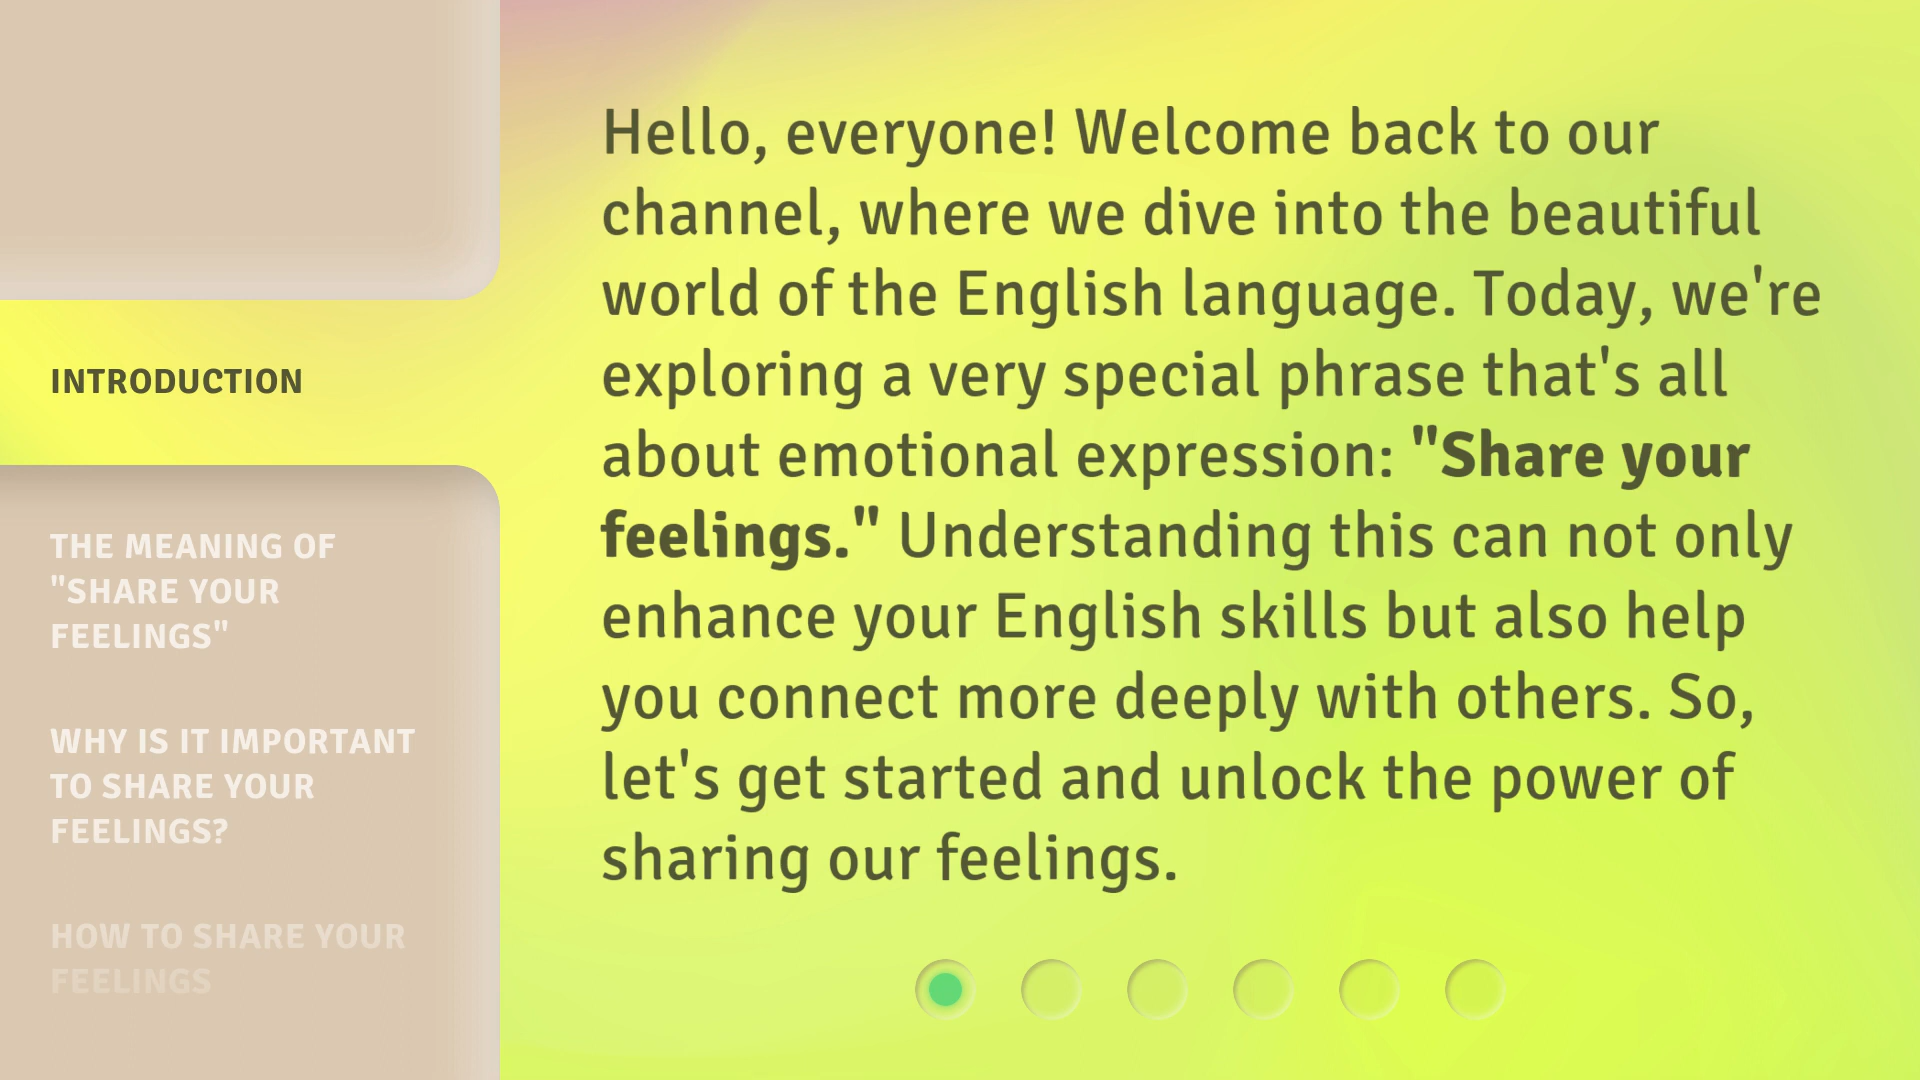 INTRODUCTION
THE MEANING OF
"SHARE YOUR
FEELINGS"
WHY IS IT IMPORTANT
TO SHARE YOUR
FEELINGS?
HOW TO SHARE YOUR
FEELINGS
Hello, everyone! Welcome back to our
channel, where we dive into the beautiful
world of the English language. Today, we're
exploring a very special phrase that's all
about emotional expression: "Share your
feelings." Understanding this can not only
enhance your English skills but also help
you connect more deeply with others. So,
let's get started and unlock the power of
sharing our feelings.